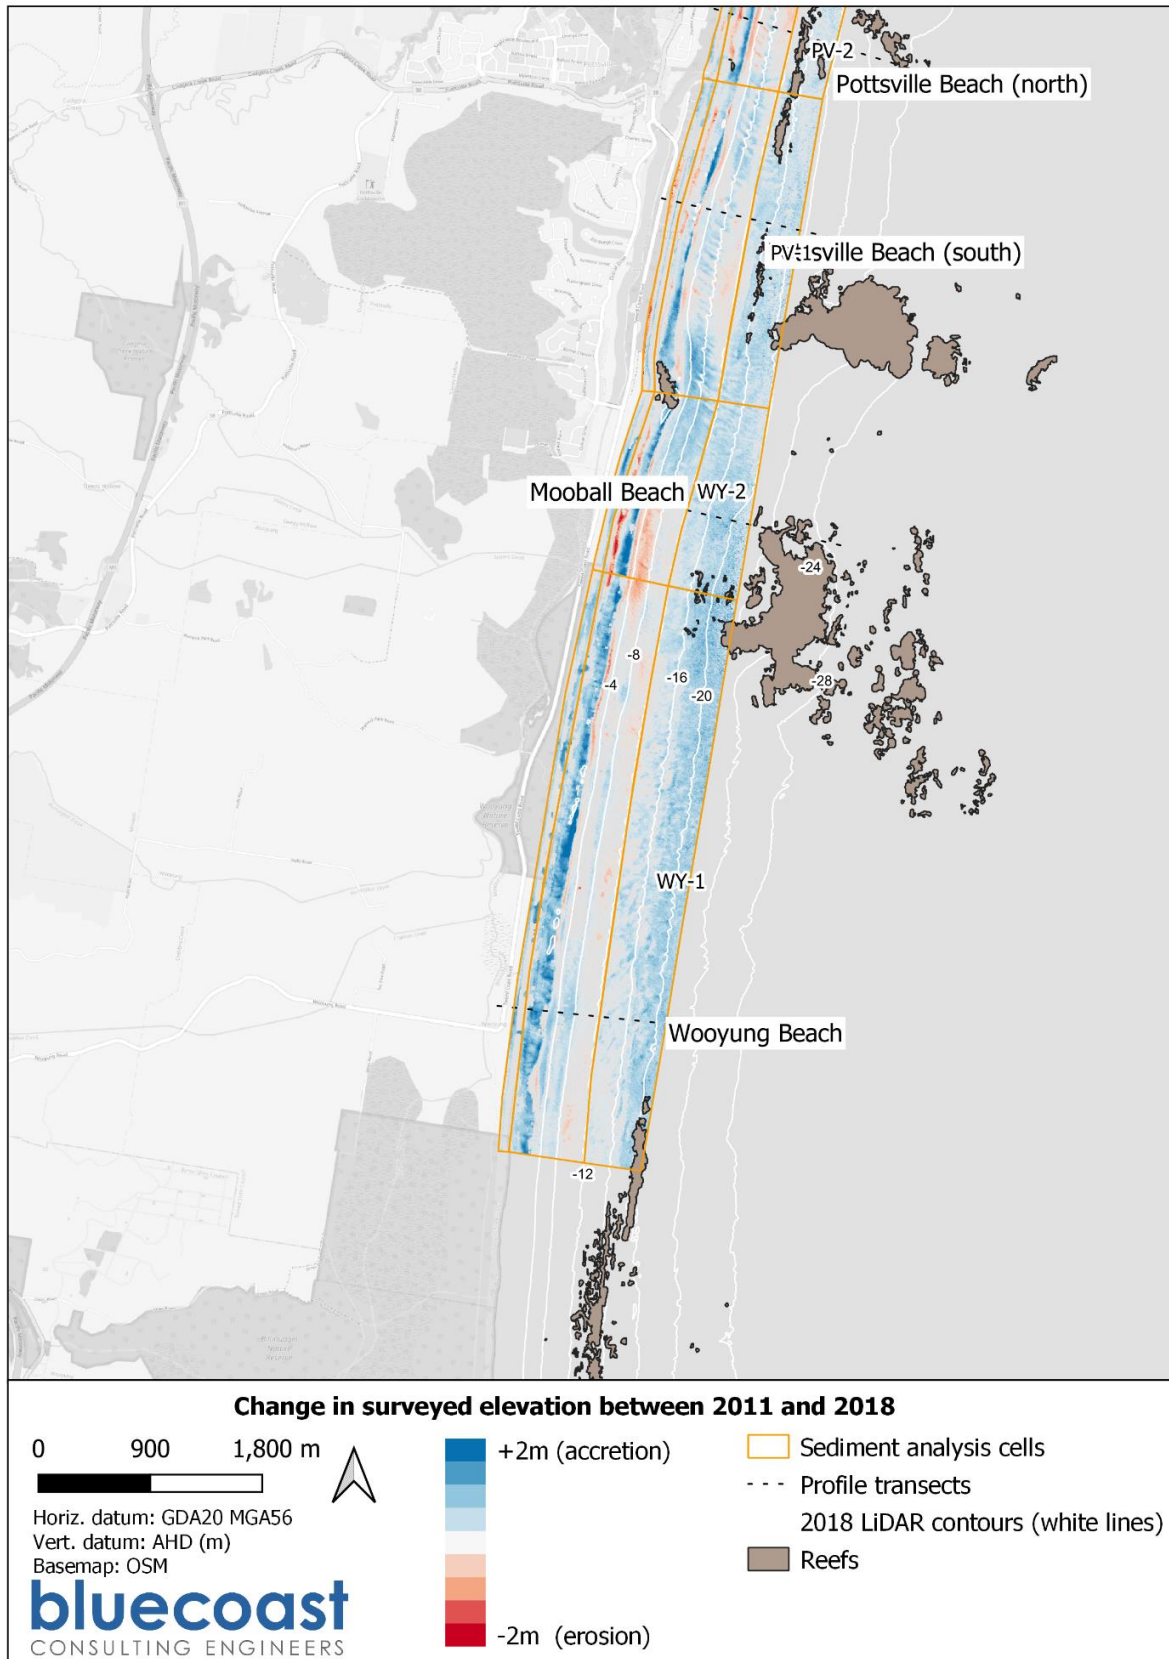 PV-2
Pottsville Beach (north)
PV-1
tsville Beach (south)
Mooball Beach
WY-2
-24
-8
-4
-16
-20
-28
WY-1
Wooyung Beach
-12
Change in surveyed elevation between 2011 and 2018
0 900 1,800 m
Horiz. datum: GDA20 MGA56
Vert. datum: AHD (m)
Basemap: OSM
bluecoast
CONSULTING ENGINEERS
+2m (accretion)
-2m (erosion)
Sediment analysis cells
Profile transects
2018 LiDAR contours (white lines)
Reefs